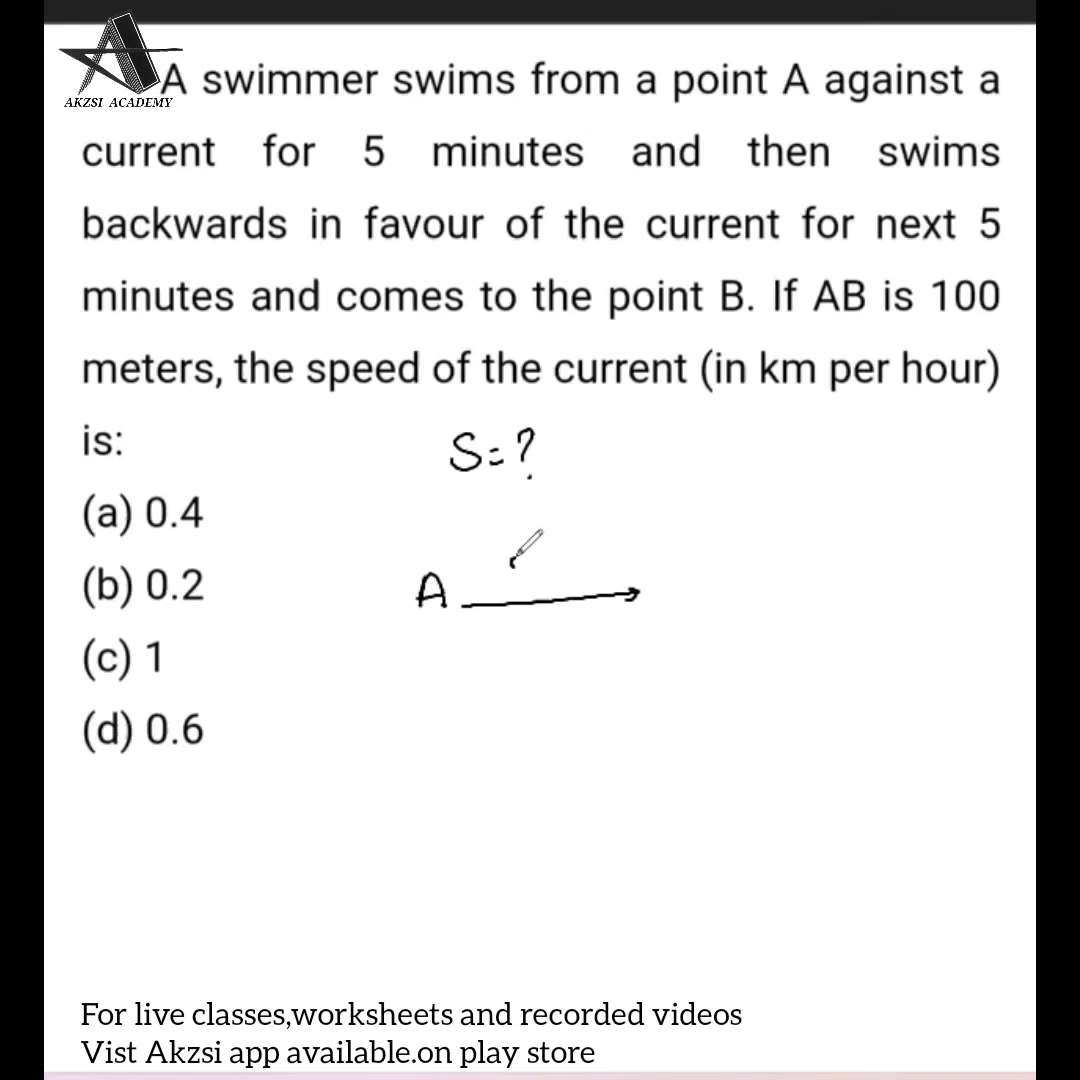 A swimmer swims from a point A against a
AKZSI ACADEMY
current for 5 minutes and then swims
backwards in favour of the current for next 5
minutes and comes to the point B. If AB is 100
meters, the speed of the current (in km per hour)
is:
S=?
(a) 0.4
(b) 0.2
A
(c) 1
(d) 0.6
For live classes,worksheets and recorded videos
Vist Akzsi app available.on play store